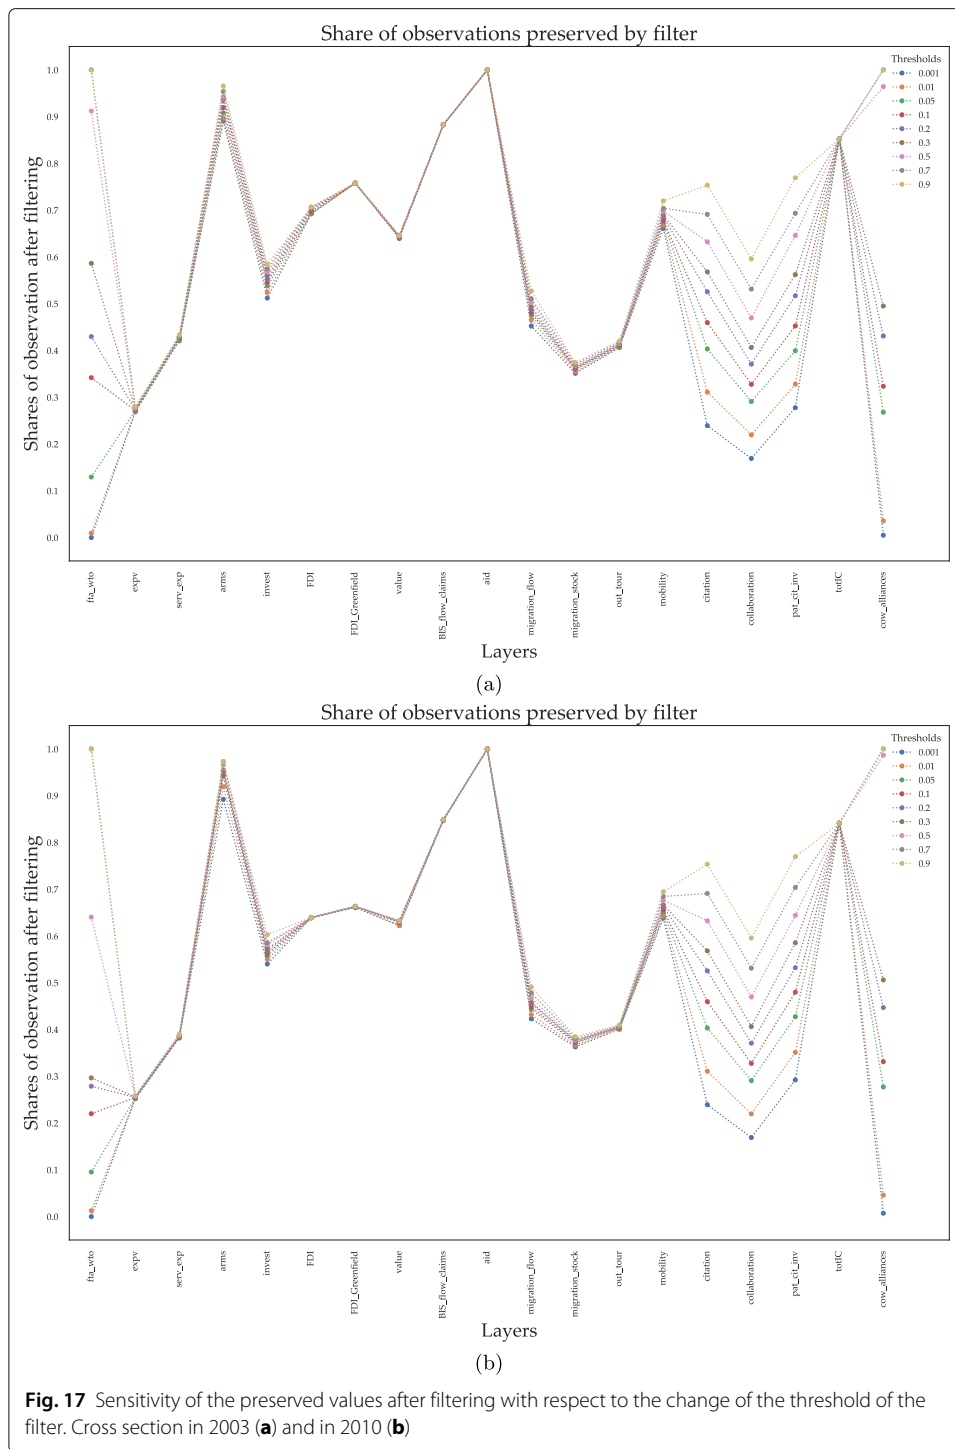 Share of observations preserved by filter
Shares of observation after filtering
1.0
0.9
0.8
0.7
0.6
0.5
0.4
0.3
0.2
0.1
0.0
Thresholds
0.001
0.01
0.05
0.1
0.2
0.3
0.5
0.7
0.9
fta_wto
expv
serv_exp
arms
invest
FDI
FDI_Greenfield
value
BIS_flow_claims
aid
migration_flow
migration_stock
out_tour
mobility
citation
collaboration
pat_cit_inv
totIC
cow_alliances
Layers
(a)
Share of observations preserved by filter
Shares of observation after filtering
1.0
0.9
0.8
0.7
0.6
0.5
0.4
0.3
0.2
0.1
0.0
Thresholds
0.001
0.01
0.05
0.1
0.2
0.3
0.5
0.7
0.9
fta_wto
expv
serv_exp
arms
invest
FDI
FDI_Greenfield
value
BIS_flow_claims
aid
migration_flow
migration_stock
out_tour
mobility
citation
collaboration
pat_cit_inv
totIC
cow_alliances
Layers
(b)
Fig. 17 Sensitivity of the preserved values after filtering with respect to the change of the threshold of the
filter. Cross section in 2003 (a) and in 2010 (b)